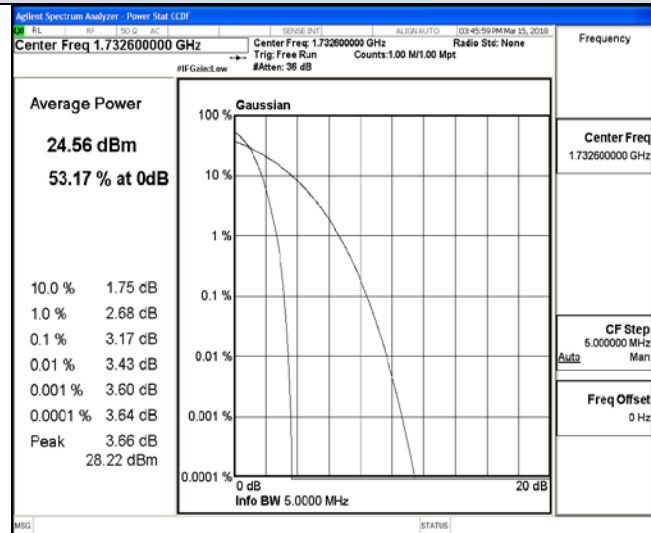 Agilent Spectrum Analyzer - Power Stat CCDF
RL RF 50 Ω AC SENSE:INT ALIGN AUTO 03:45:59 PM Mar 15, 2018
Center Freq 1.732600000 GHz
Center Freq: 1.732600000 GHz Radio Std: None
Trig: Free Run Counts:1.00 M/1.00 Mpt
#IFGain:Low #Atten: 36 dB
Frequency
Average Power
24.56 dBm
53.17 % at 0dB
10.0 % 1.75 dB
1.0 % 2.68 dB
0.1 % 3.17 dB
0.01 % 3.43 dB
0.001 % 3.60 dB
0.0001 % 3.64 dB
Peak 3.66 dB
28.22 dBm
Gaussian
100 %
10 %
1 %
0.1 %
0.01 %
0.001 %
0.0001 %
0 dB 20 dB
Info BW 5.0000 MHz
Center Freq
1.732600000 GHz
CF Step
5.000000 MHz
Auto Man
Freq Offset
0 Hz
MSG STATUS